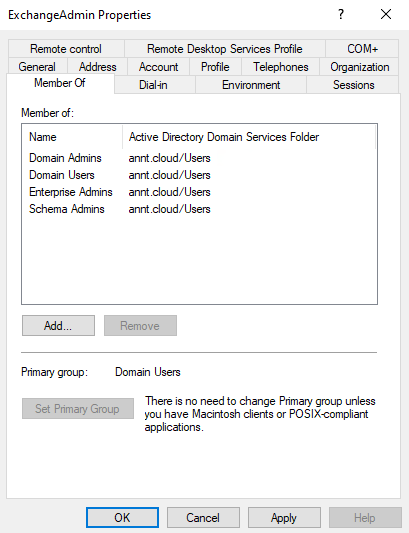 ExchangeAdmin Properties
Remote control Remote Desktop Services Profile COM+
General Address Account Profile Telephones Organization
Member Of Dial-in Environment Sessions
Member of:
Name Active Directory Domain Services Folder
Domain Admins annt.cloud/Users
Domain Users annt.cloud/Users
Enterprise Admins annt.cloud/Users
Schema Admins annt.cloud/Users
Add... Remove
Primary group: Domain Users
Set Primary Group
There is no need to change Primary group unless
you have Macintosh clients or POSIX-compliant
applications.
OK Cancel Apply Help